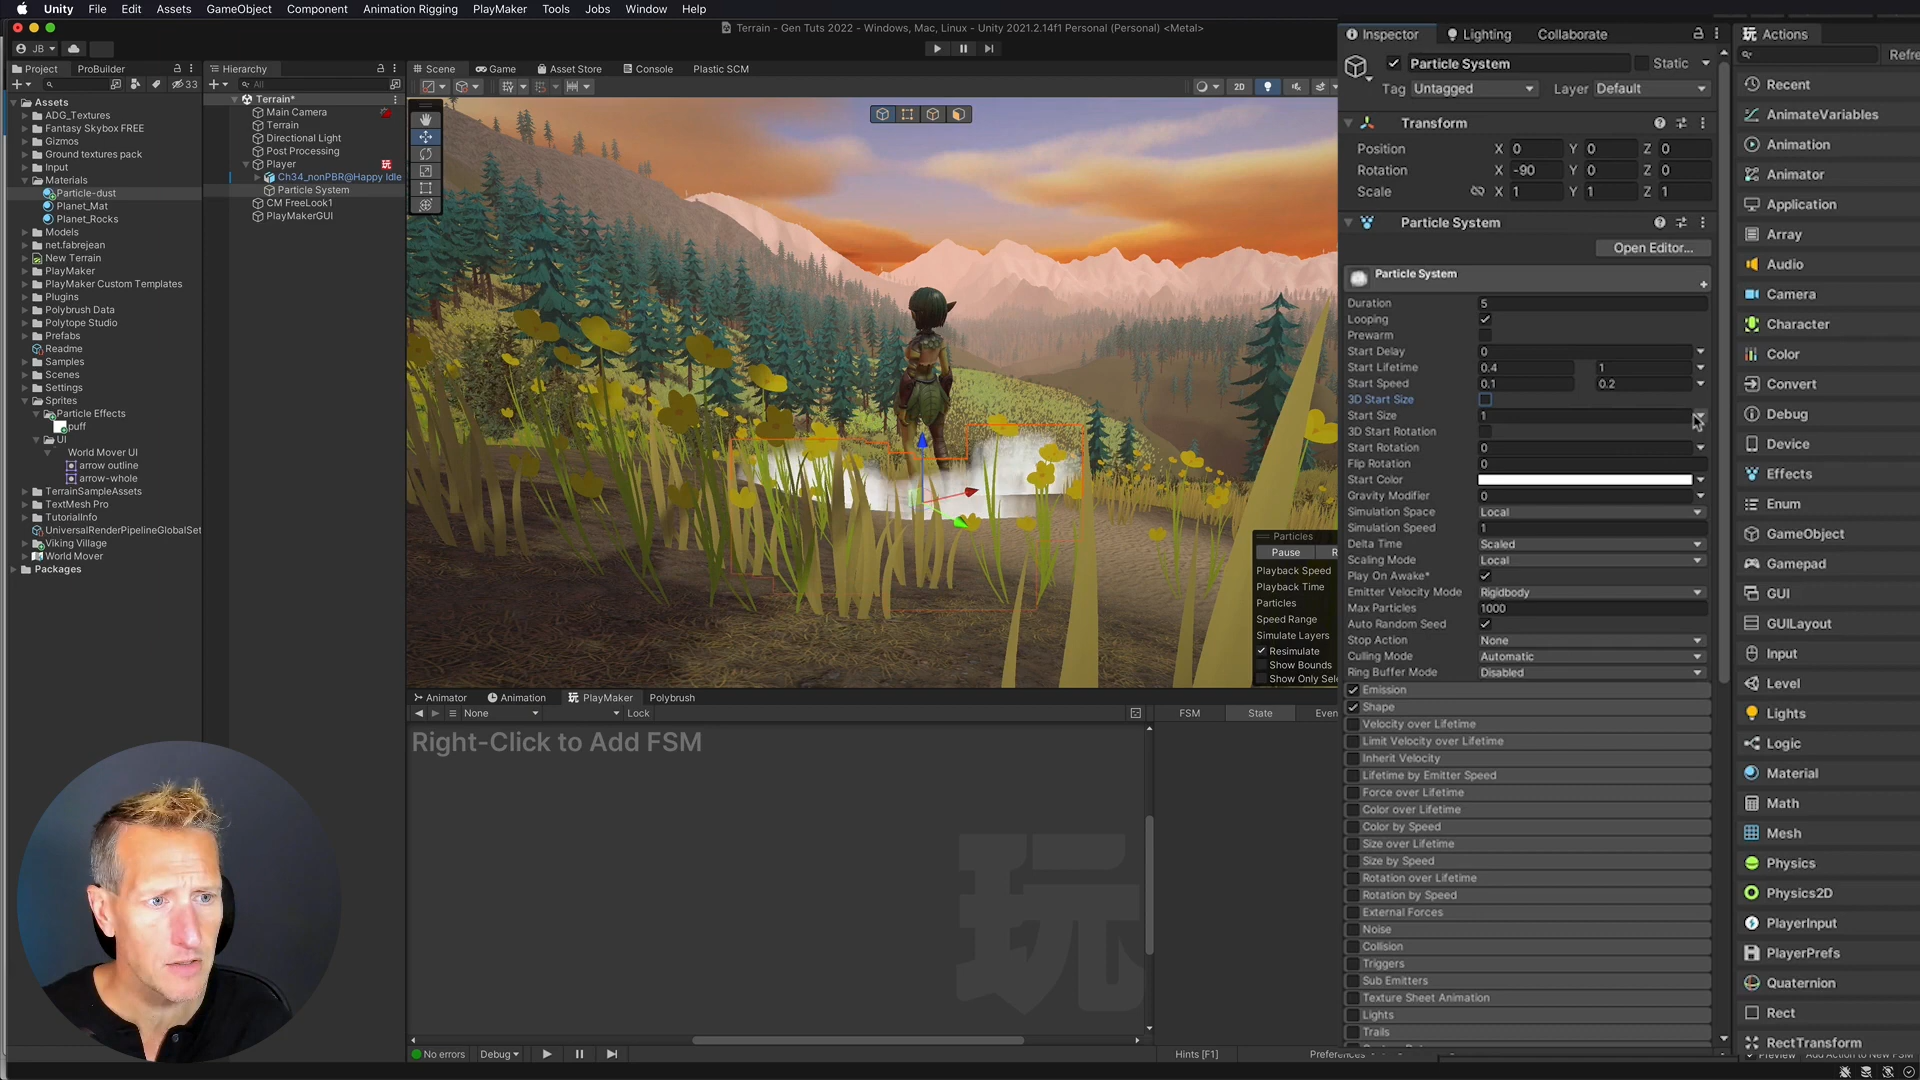 Unity File Edit Assets GameObject Component Animation Rigging PlayMaker Tools Jobs Window Help
Terrain - Gen Tuts 2022 - Windows, Mac, Linux - Unity 2021.2.14f1 Personal (Personal) <Metal>
JB
Project ProBuilder
33
Assets
ADG_Textures
Fantasy Skybox FREE
Gizmos
Ground textures pack
Input
Materials
Particle-dust
Planet_Mat
Planet_Rocks
Models
net.fabrejean
New Terrain
PlayMaker
PlayMaker Custom Templates
Plugins
Polybrush Data
Polytope Studio
Prefabs
Readme
Samples
Scenes
Settings
Sprites
Particle Effects
puff
UI
World Mover UI
arrow outline
arrow-whole
TerrainSampleAssets
TextMesh Pro
TutorialInfo
UniversalRenderPipelineGlobalSet
Viking Village
World Mover
Packages
Hierarchy
All
Terrain*
Main Camera
Terrain
Directional Light
Post Processing
Player
Ch34_nonPBR@Happy Idle
Particle System
CM FreeLook1
PlayMakerGUI
Scene Game Asset Store Console Plastic SCM
2D
Particles
Pause R
Playback Speed
Playback Time
Particles
Speed Range
Simulate Layers
Resimulate
Show Bounds
Show Only Sele
Animator Animation PlayMaker Polybrush
None Lock FSM State Even
Right-Click to Add FSM
玩
No errors Debug Hints [F1] Preferences
Inspector Lighting Collaborate
Particle System Static
Tag Untagged Layer Default
Transform
Position X 0 Y 0 Z 0
Rotation X -90 Y 0 Z 0
Scale X 1 Y 1 Z 1
Particle System
Open Editor...
Particle System
Duration 5
Looping
Prewarm
Start Delay 0
Start Lifetime 0.4 1
Start Speed 0.1 0.2
3D Start Size
Start Size 1
3D Start Rotation
Start Rotation 0
Flip Rotation 0
Start Color
Gravity Modifier 0
Simulation Space Local
Simulation Speed 1
Delta Time Scaled
Scaling Mode Local
Play On Awake*
Emitter Velocity Mode Rigidbody
Max Particles 1000
Auto Random Seed
Stop Action None
Culling Mode Automatic
Ring Buffer Mode Disabled
Emission
Shape
Velocity over Lifetime
Limit Velocity over Lifetime
Inherit Velocity
Lifetime by Emitter Speed
Force over Lifetime
Color over Lifetime
Color by Speed
Size over Lifetime
Size by Speed
Rotation over Lifetime
Rotation by Speed
External Forces
Noise
Collision
Triggers
Sub Emitters
Texture Sheet Animation
Lights
Trails
Actions
Refre
Recent
AnimateVariables
Animation
Animator
Application
Array
Audio
Camera
Character
Color
Convert
Debug
Device
Effects
Enum
GameObject
Gamepad
GUI
GUILayout
Input
Level
Lights
Logic
Material
Math
Mesh
Physics
Physics2D
PlayerInput
PlayerPrefs
Quaternion
Rect
RectTransform
Preview Add Action To New FSM